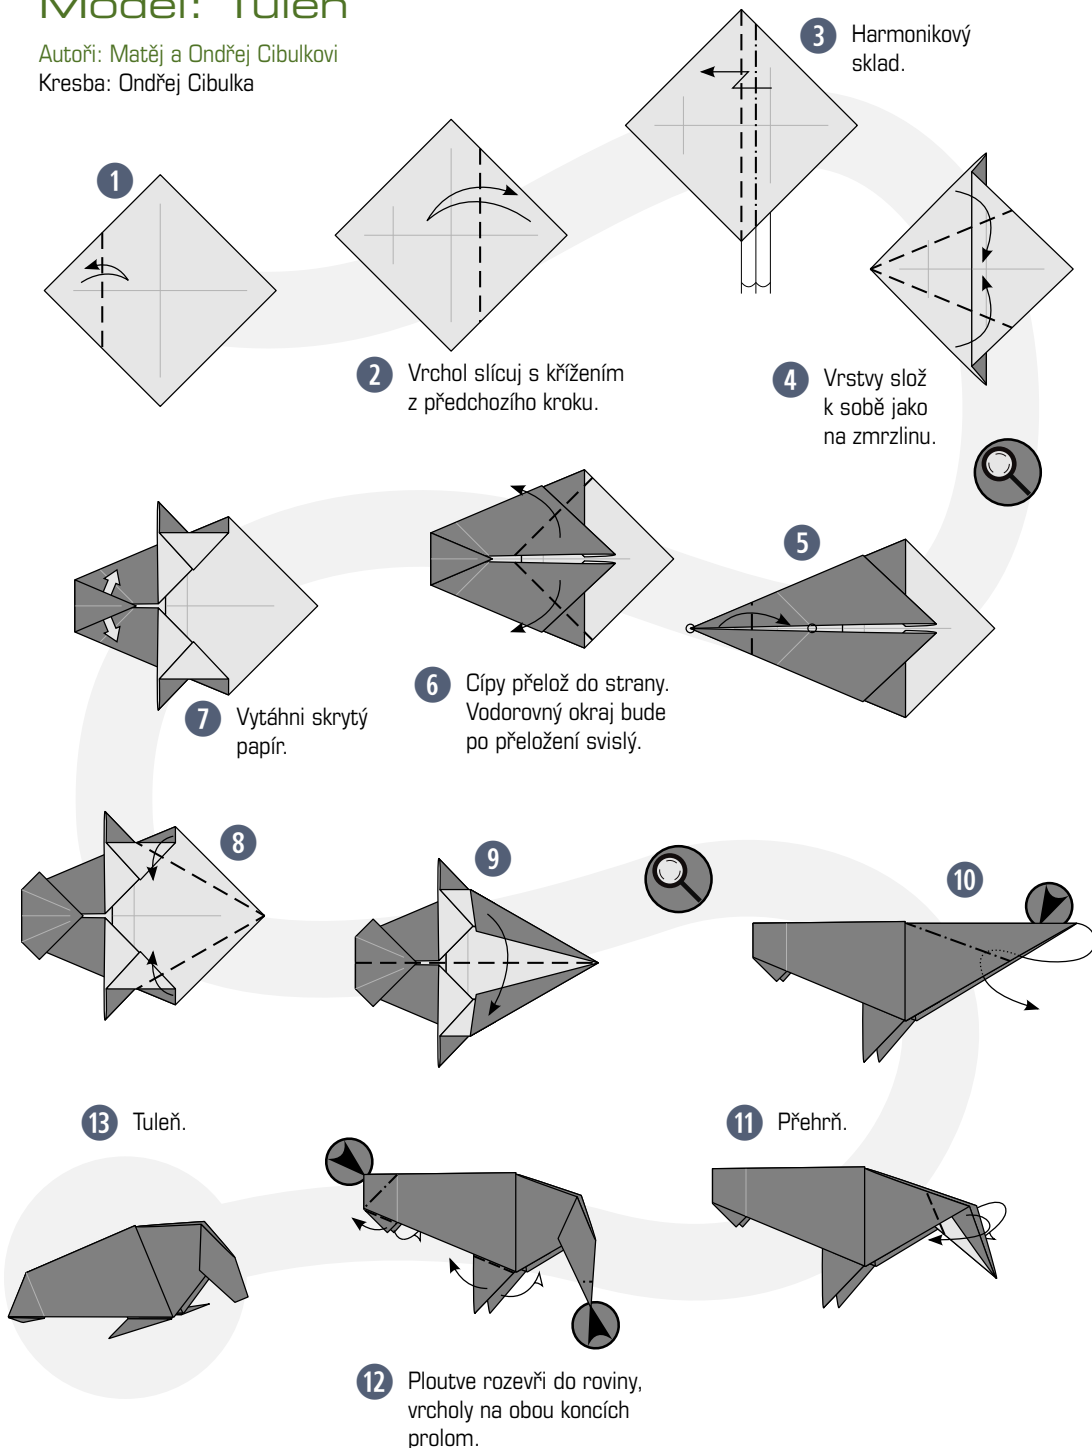 Model: Tuleň
Autoři: Matěj a Ondřej Cibulkovi
Kresba: Ondřej Cibulka
1
2 Vrchol slícuj s křížením
z předchozího kroku.
3 Harmonikový
sklad.
4 Vrstvy slož
k sobě jako
na zmrzlinu.
5
6 Cípy přelož do strany.
Vodorovný okraj bude
po přeložení svislý.
7 Vytáhni skrytý
papír.
8
9
10
11 Přehrň.
12 Ploutve rozevři do roviny,
vrcholy na obou koncích
prolom.
13 Tuleň.